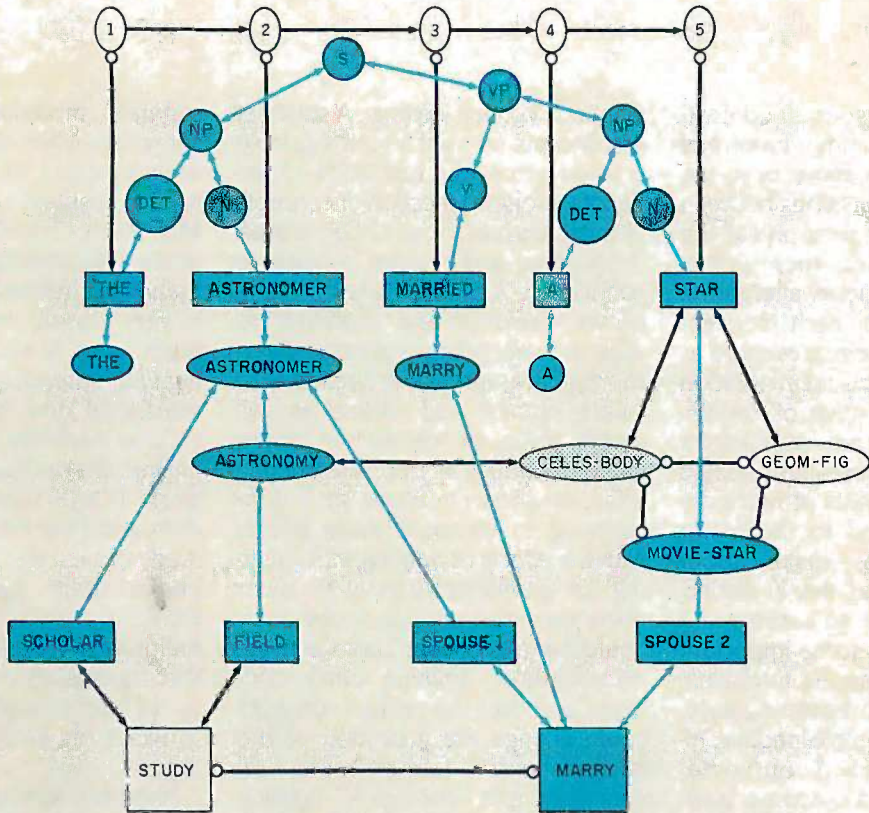 1 2 3 4 5
S
VP
NP NP
V
DET N DET N
THE ASTRONOMER MARRIED A STAR
THE ASTRONOMER MARRY A
ASTRONOMY CELES-BODY GEOM-FIG
MOVIE-STAR
SCHOLAR FIELD SPOUSE 1 SPOUSE 2
STUDY MARRY